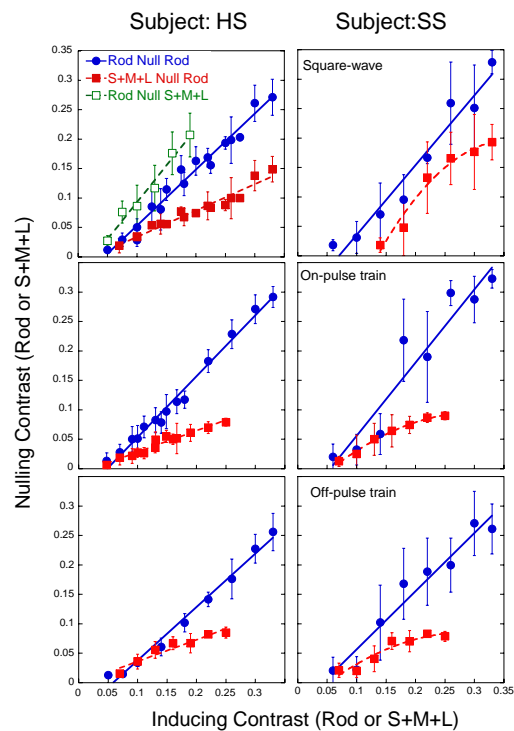 Subject: HS
Subject:SS
0.35
0.3
0.25
0.2
0.15
0.1
0.05
0
Rod Null Rod
S+M+L Null Rod
Rod Null S+M+L
Square-wave
0.3
0.25
0.2
0.15
0.1
0.05
0
On-pulse train
0.3
0.25
0.2
0.15
0.1
0.05
0
Off-pulse train
0 0.05 0.1 0.15 0.2 0.25 0.3
0 0.05 0.1 0.15 0.2 0.25 0.3 0.35
Nulling Contrast (Rod or S+M+L)
Inducing Contrast (Rod or S+M+L)